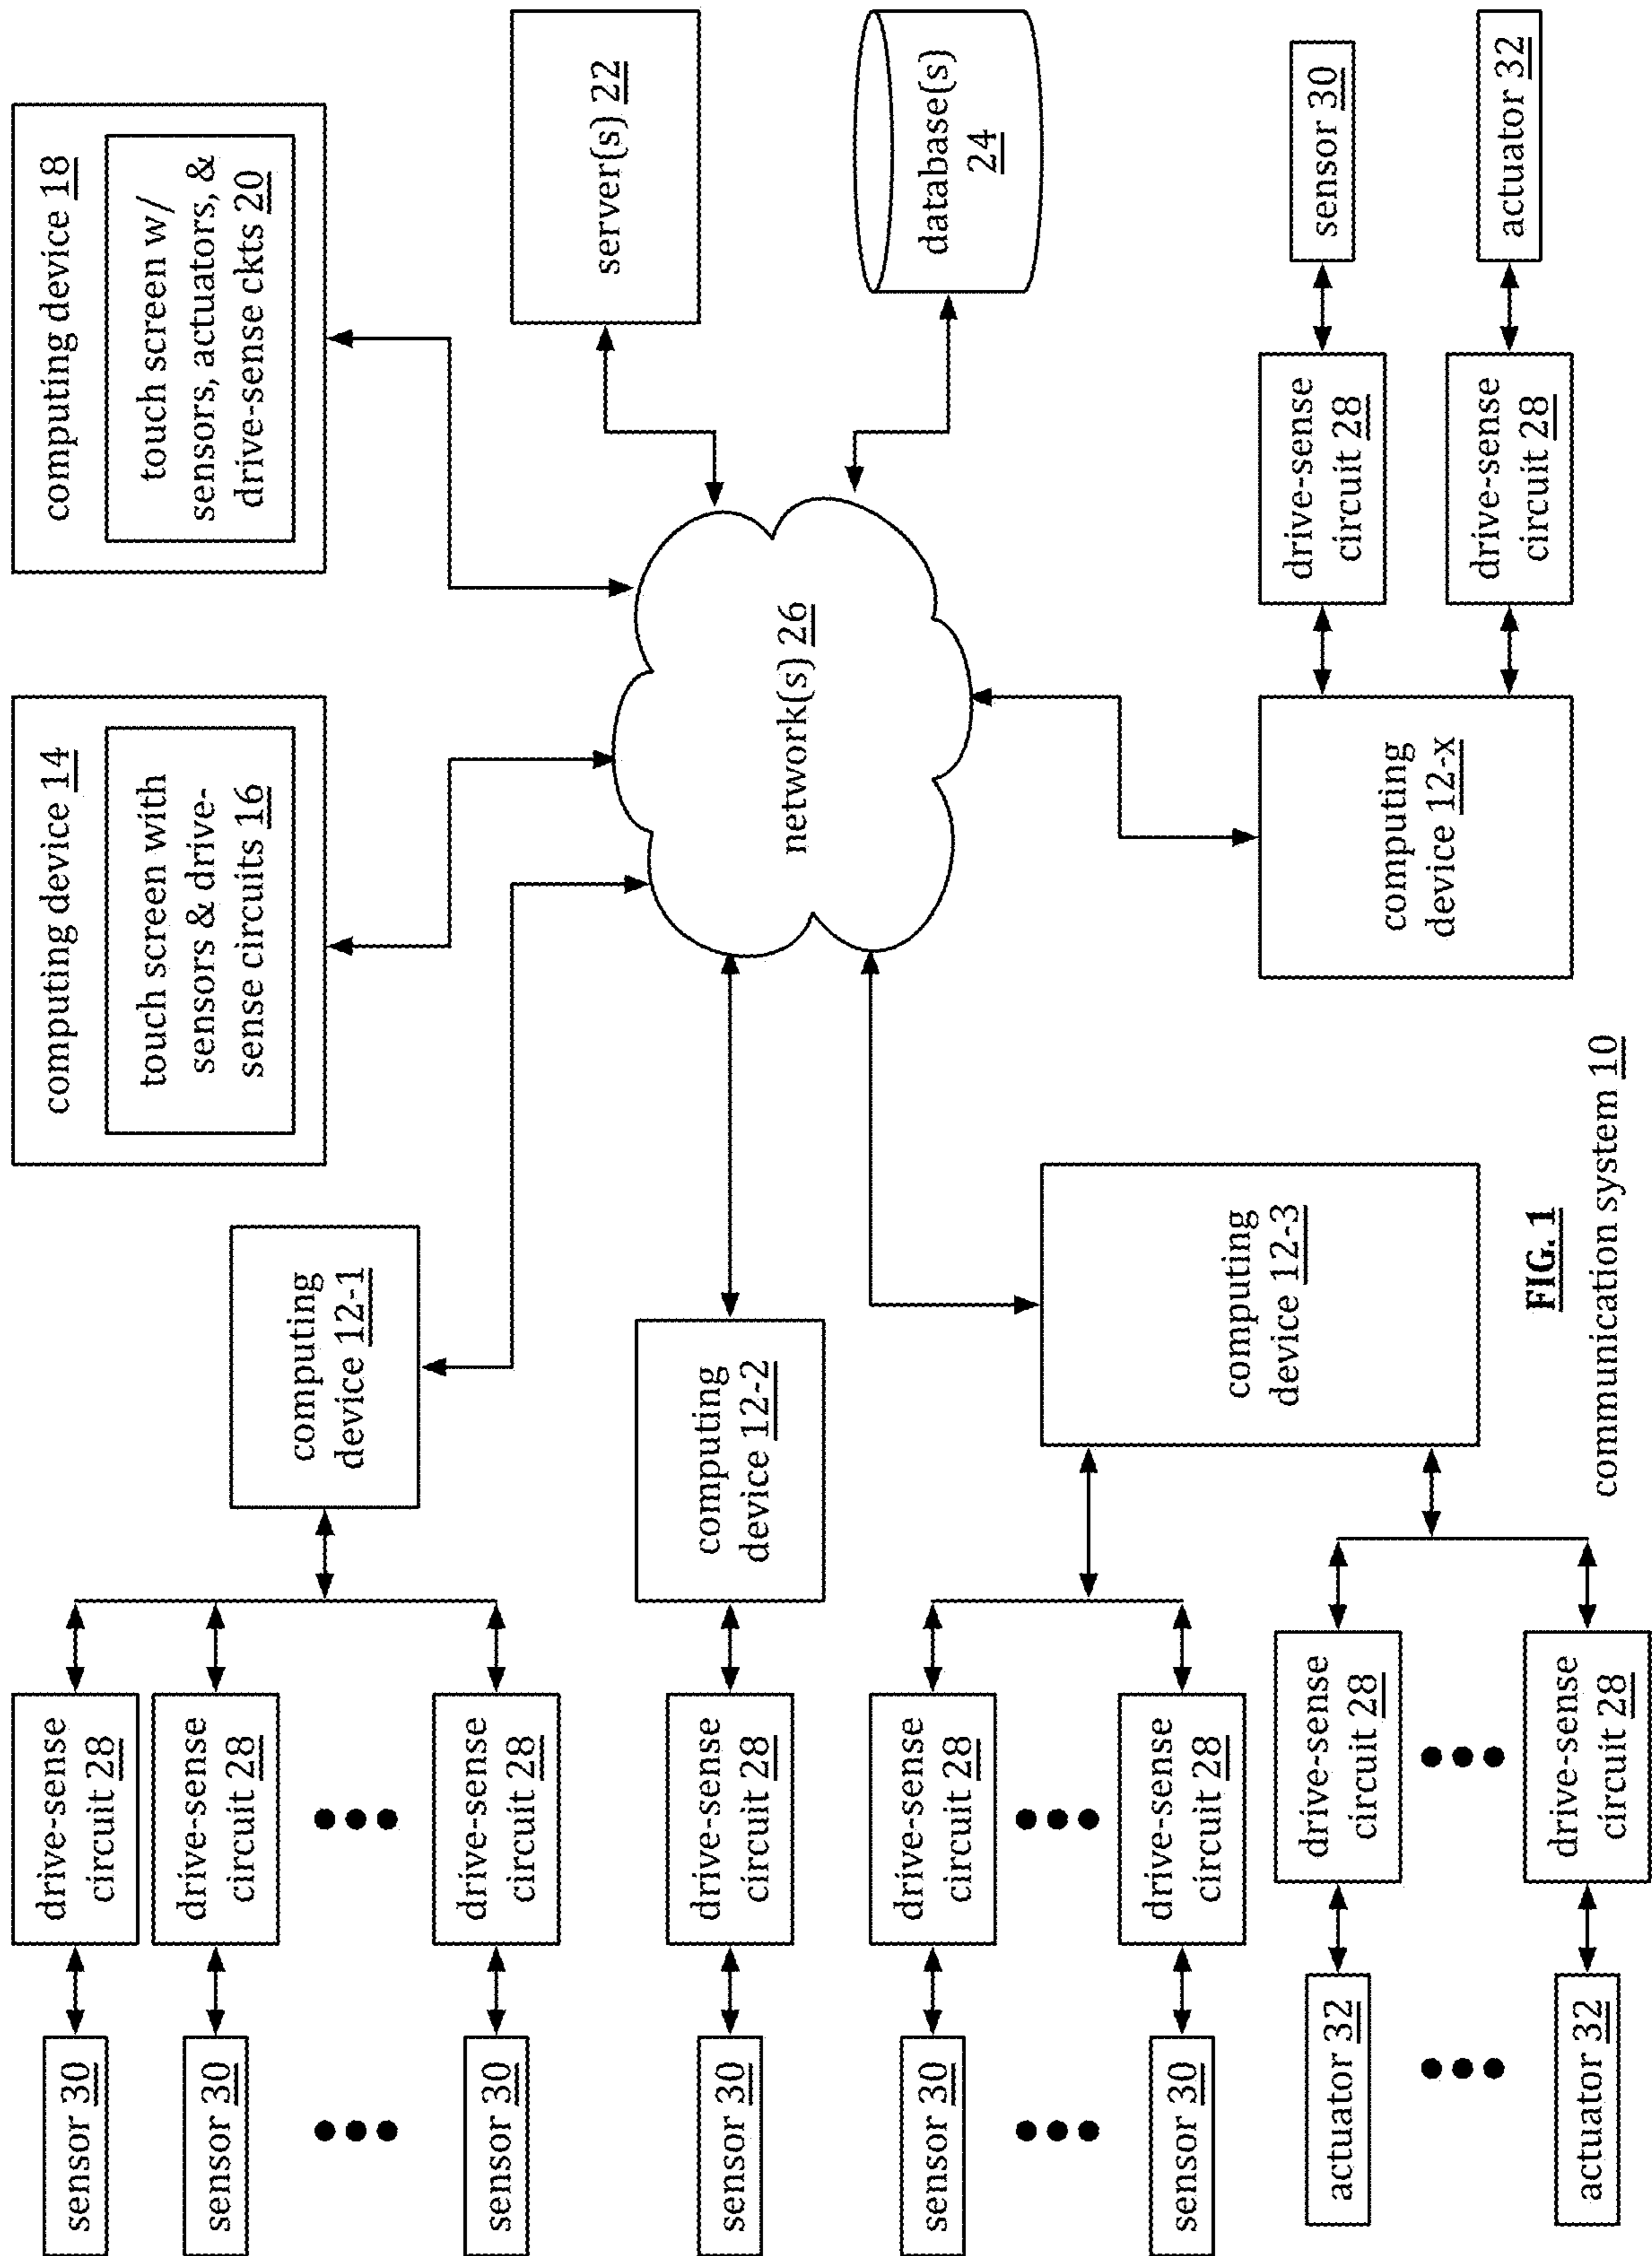 computing device 14
touch screen with
sensors & drive-
sense circuits 16
computing device 18
touch screen w/
sensors, actuators, &
drive-sense ckts 20
sensor 30
drive-sense
circuit 28
sensor 30
drive-sense
circuit 28
sensor 30
drive-sense
circuit 28
computing
device 12-1
server(s) 22
sensor 30
drive-sense
circuit 28
computing
device 12-2
network(s) 26
database(s)
24
sensor 30
drive-sense
circuit 28
sensor 30
drive-sense
circuit 28
computing
device 12-3
actuator 32
drive-sense
circuit 28
actuator 32
drive-sense
circuit 28
computing
device 12-x
drive-sense
circuit 28
sensor 30
drive-sense
circuit 28
actuator 32
FIG. 1
communication system 10